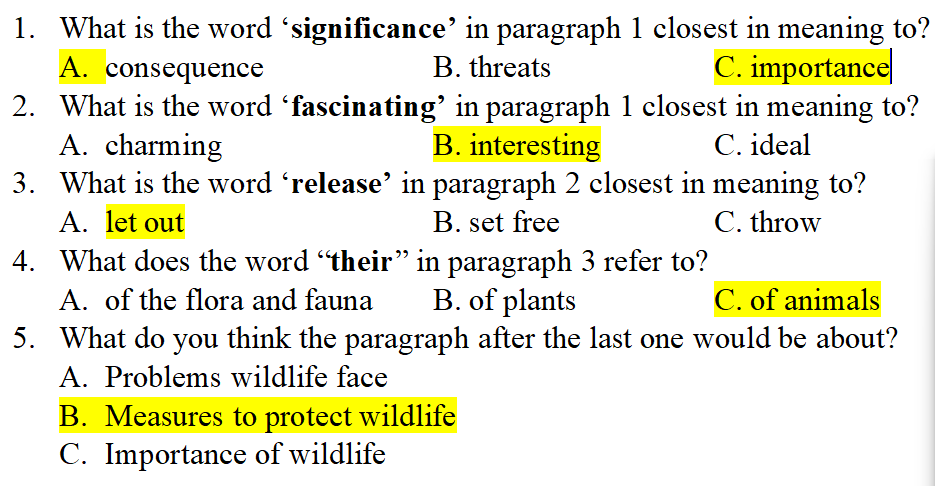 1. What is the word ‘significance’ in paragraph 1 closest in meaning to?
A. consequence B. threats C. importance
2. What is the word ‘fascinating’ in paragraph 1 closest in meaning to?
A. charming B. interesting C. ideal
3. What is the word ‘release’ in paragraph 2 closest in meaning to?
A. let out B. set free C. throw
4. What does the word “their” in paragraph 3 refer to?
A. of the flora and fauna B. of plants C. of animals
5. What do you think the paragraph after the last one would be about?
A. Problems wildlife face
B. Measures to protect wildlife
C. Importance of wildlife